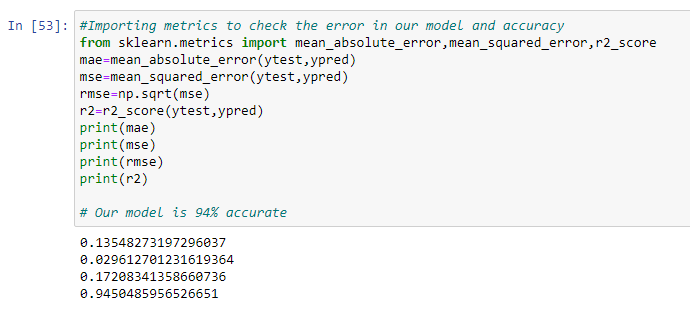 In [53]: #Importing metrics to check the error in our model and accuracy
from sklearn.metrics import mean_absolute_error,mean_squared_error,r2_score
mae=mean_absolute_error(ytest,ypred)
mse=mean_squared_error(ytest,ypred)
rmse=np.sqrt(mse)
r2=r2_score(ytest,ypred)
print(mae)
print(mse)
print(rmse)
print(r2)
# Our model is 94% accurate
0.13548273197296037
0.029612701231619364
0.17208341358660736
0.9450485956526651